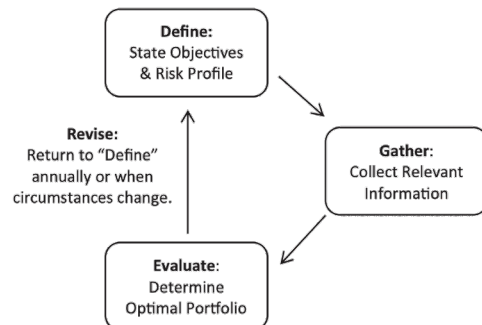 Define:
State Objectives
& Risk Profile
Revise:
Return to “Define”
annually or when
circumstances change.
Gather:
Collect Relevant
Information
Evaluate:
Determine
Optimal Portfolio